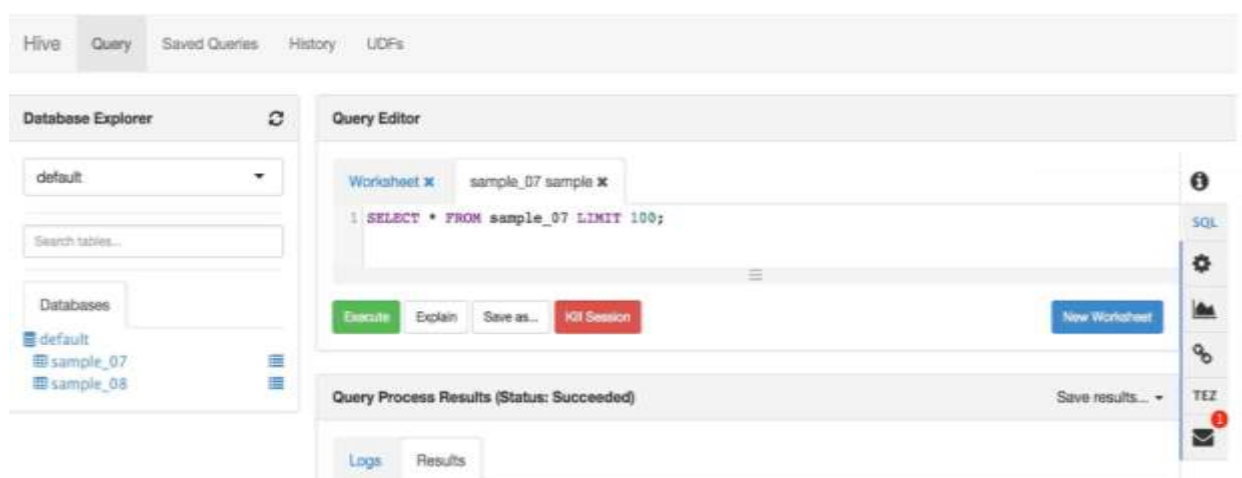 Hive Query Saved Queries History UDFs
Database Explorer
default
Search tables...
Databases
default
sample_07
sample_08
Query Editor
Worksheet ✖ sample_07 sample ✖
1 SELECT * FROM sample_07 LIMIT 100;
Execute Explain Save as... Kill Session New Worksheet
Query Process Results (Status: Succeeded) Save results...
Logs Results
SQL
TEZ
1